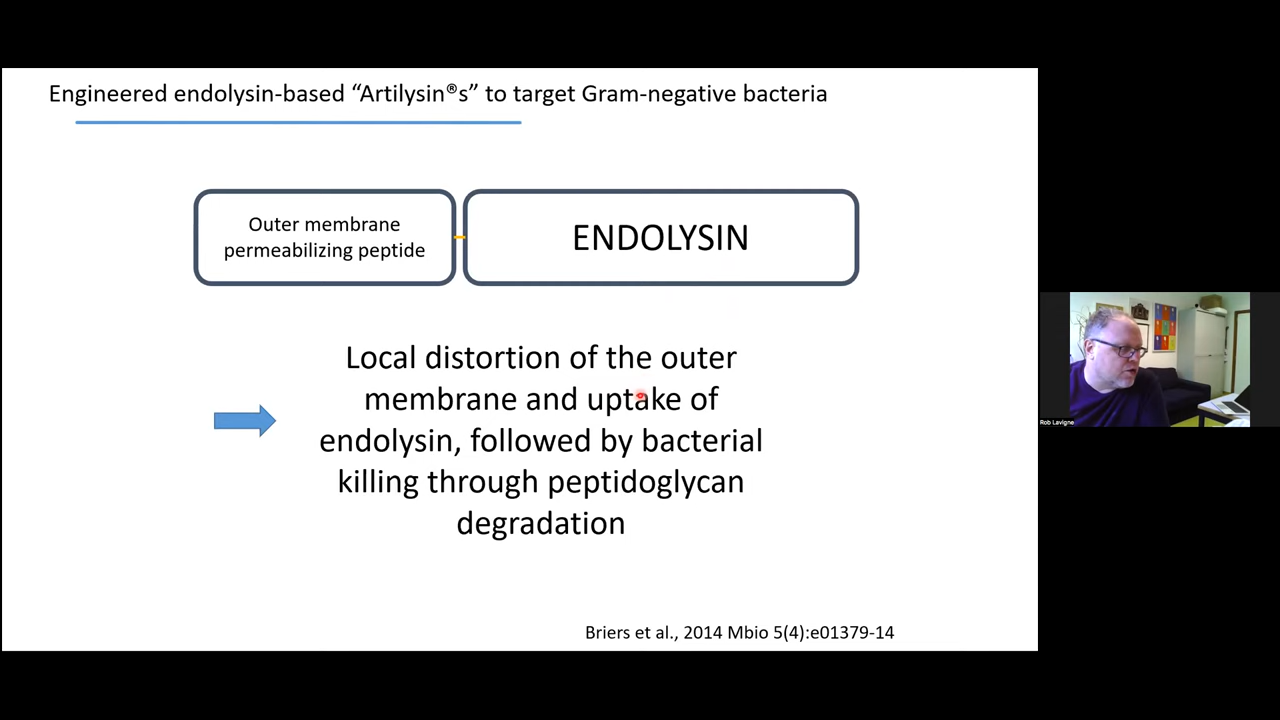 Engineered endolysin-based “Artilysin®s” to target Gram-negative bacteria
Outer membrane
permeabilizing peptide
ENDOLYSIN
Local distortion of the outer
membrane and uptake of
endolysin, followed by bacterial
killing through peptidoglycan
degradation
Briers et al., 2014 Mbio 5(4):e01379-14
Rob Lavigne